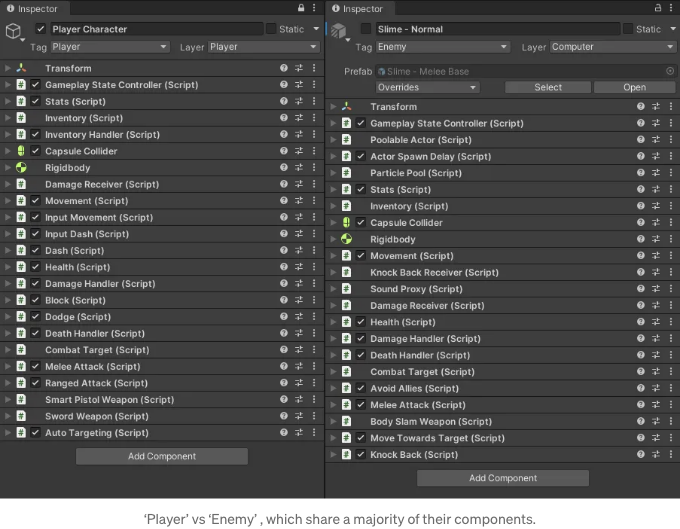 Inspector
Player Character
Static
Tag Player Layer Player
Transform
Gameplay State Controller (Script)
Stats (Script)
Inventory (Script)
Inventory Handler (Script)
Capsule Collider
Rigidbody
Damage Receiver (Script)
Movement (Script)
Input Movement (Script)
Input Dash (Script)
Dash (Script)
Health (Script)
Damage Handler (Script)
Block (Script)
Dodge (Script)
Death Handler (Script)
Combat Target (Script)
Melee Attack (Script)
Ranged Attack (Script)
Smart Pistol Weapon (Script)
Sword Weapon (Script)
Auto Targeting (Script)
Add Component
Inspector
Slime - Normal
Static
Tag Enemy Layer Computer
Prefab Slime - Melee Base
Overrides Select Open
Transform
Gameplay State Controller (Script)
Poolable Actor (Script)
Actor Spawn Delay (Script)
Particle Pool (Script)
Stats (Script)
Inventory (Script)
Capsule Collider
Rigidbody
Movement (Script)
Knock Back Receiver (Script)
Sound Proxy (Script)
Damage Receiver (Script)
Health (Script)
Damage Handler (Script)
Death Handler (Script)
Combat Target (Script)
Avoid Allies (Script)
Melee Attack (Script)
Body Slam Weapon (Script)
Move Towards Target (Script)
Knock Back (Script)
Add Component
‘Player’ vs ‘Enemy’ , which share a majority of their components.